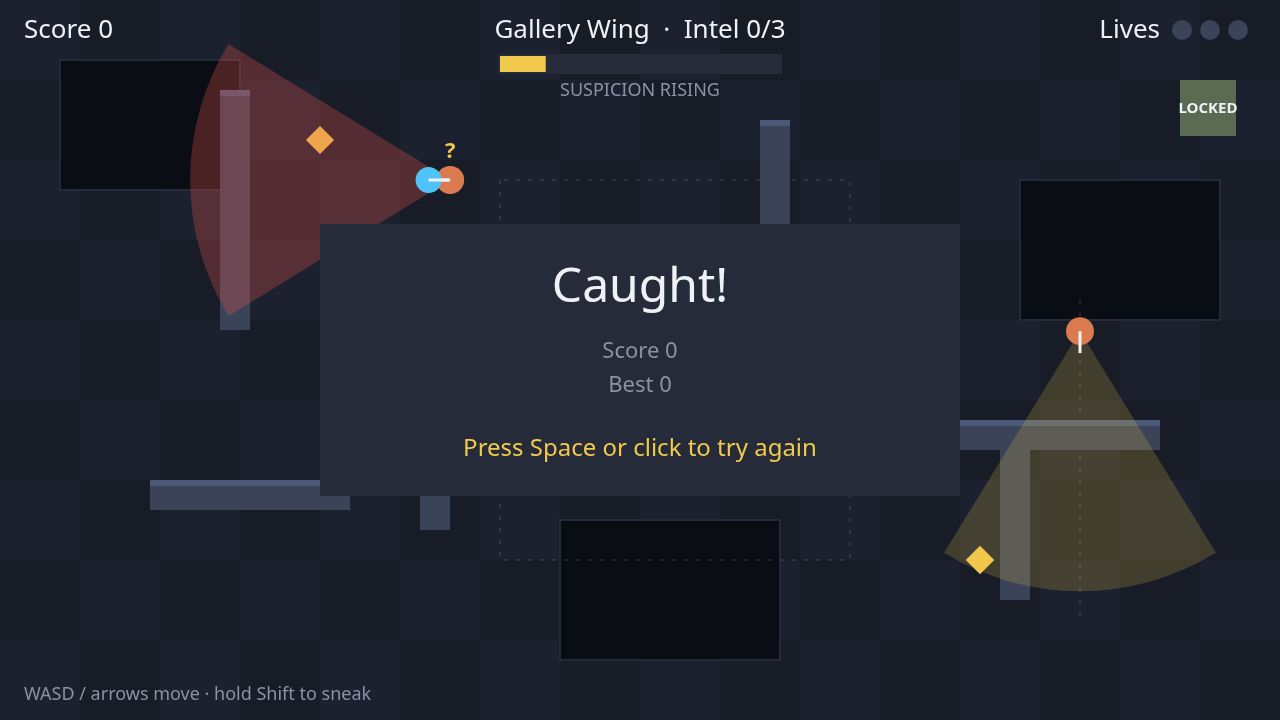 Score 0
Gallery Wing · Intel 0/3
Lives
SUSPICION RISING
LOCKED
?
Caught!
Score 0
Best 0
Press Space or click to try again
WASD / arrows move · hold Shift to sneak